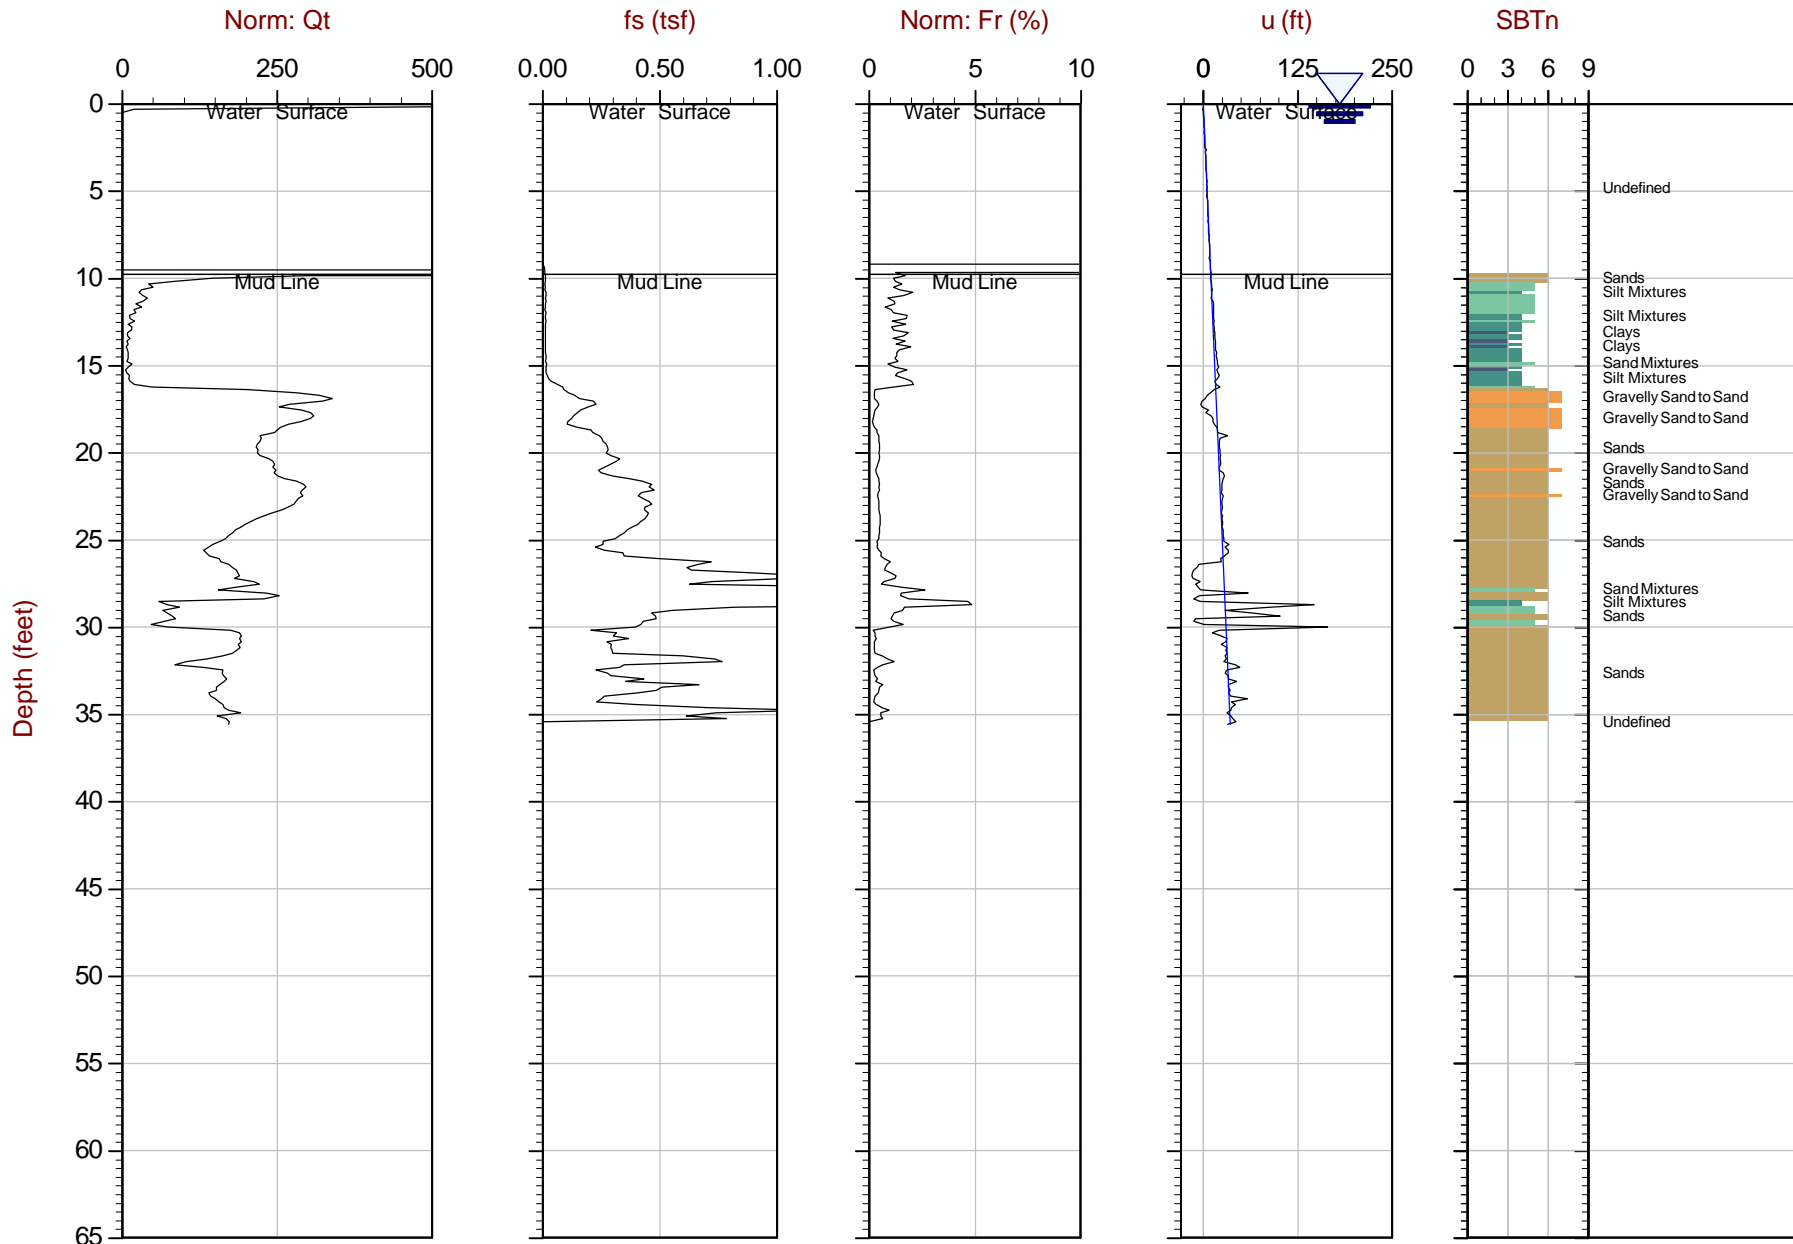 Norm: Qt
fs (tsf)
Norm: Fr (%)
u (ft)
SBTn
0 250 500
0.00 0.50 1.00
0 5 10
0 125 250
0 3 6 9
Depth (feet)
0
5
10
15
20
25
30
35
40
45
50
55
60
65
Water Surface
Water Surface
Water Surface
Water Surface
Mud Line
Mud Line
Mud Line
Mud Line
Undefined
Sands
Silt Mixtures
Silt Mixtures
Clays
Clays
Sand Mixtures
Silt Mixtures
Gravelly Sand to Sand
Gravelly Sand to Sand
Sands
Gravelly Sand to Sand
Sands
Gravelly Sand to Sand
Sands
Sand Mixtures
Silt Mixtures
Sands
Sands
Undefined